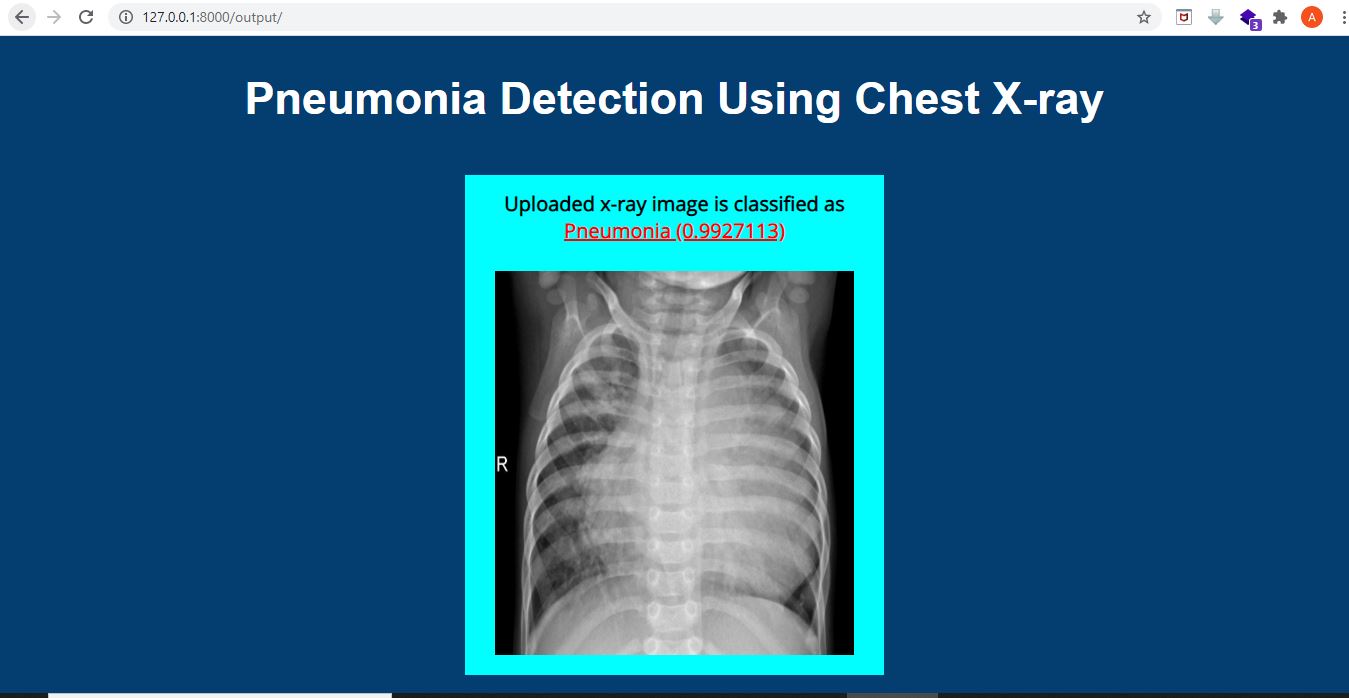 127.0.0.1:8000/output/
3
A
Pneumonia Detection Using Chest X-ray
Uploaded x-ray image is classified as
Pneumonia (0.9927113)
R